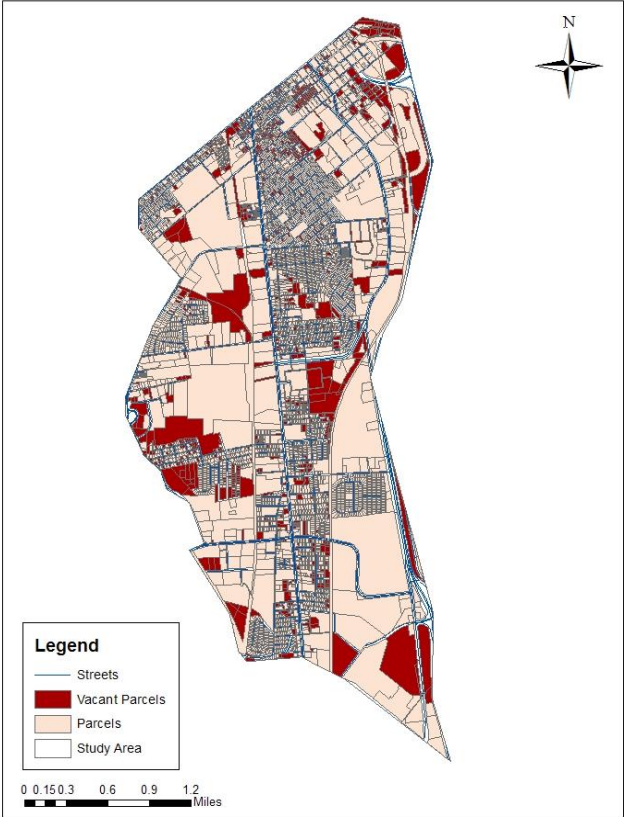 N
Legend
Streets
Vacant Parcels
Parcels
Study Area
0 0.15 0.3 0.6 0.9 1.2
Miles